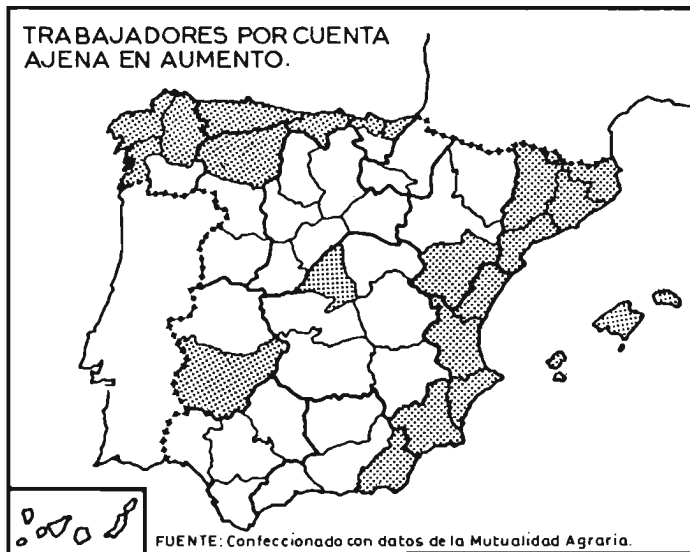 TRABAJADORES POR CUENTA
AJENA EN AUMENTO.
FUENTE: Confeccionado con datos de la Mutualidad Agraria.